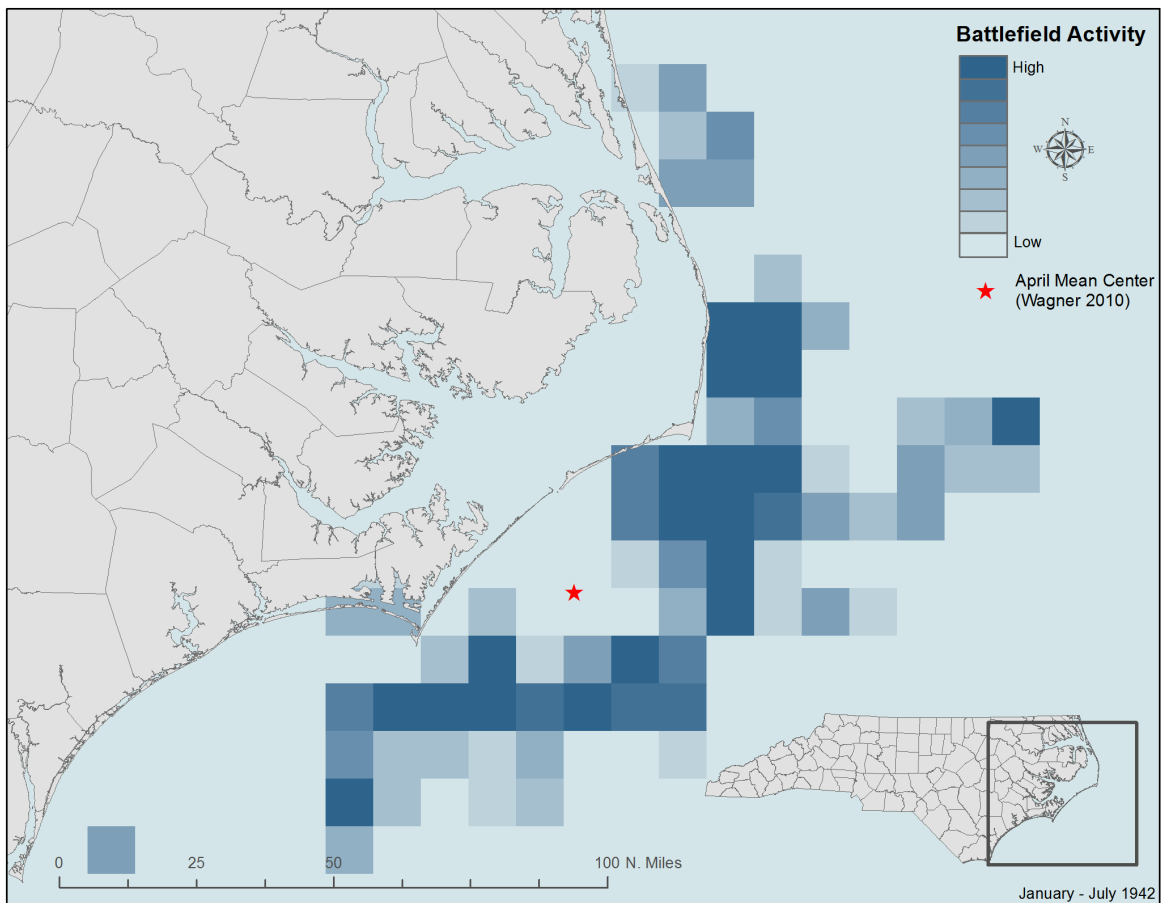 Battlefield Activity
High
N
W E
S
Low
April Mean Center
(Wagner 2010)
0 25 50 100 N. Miles
January - July 1942